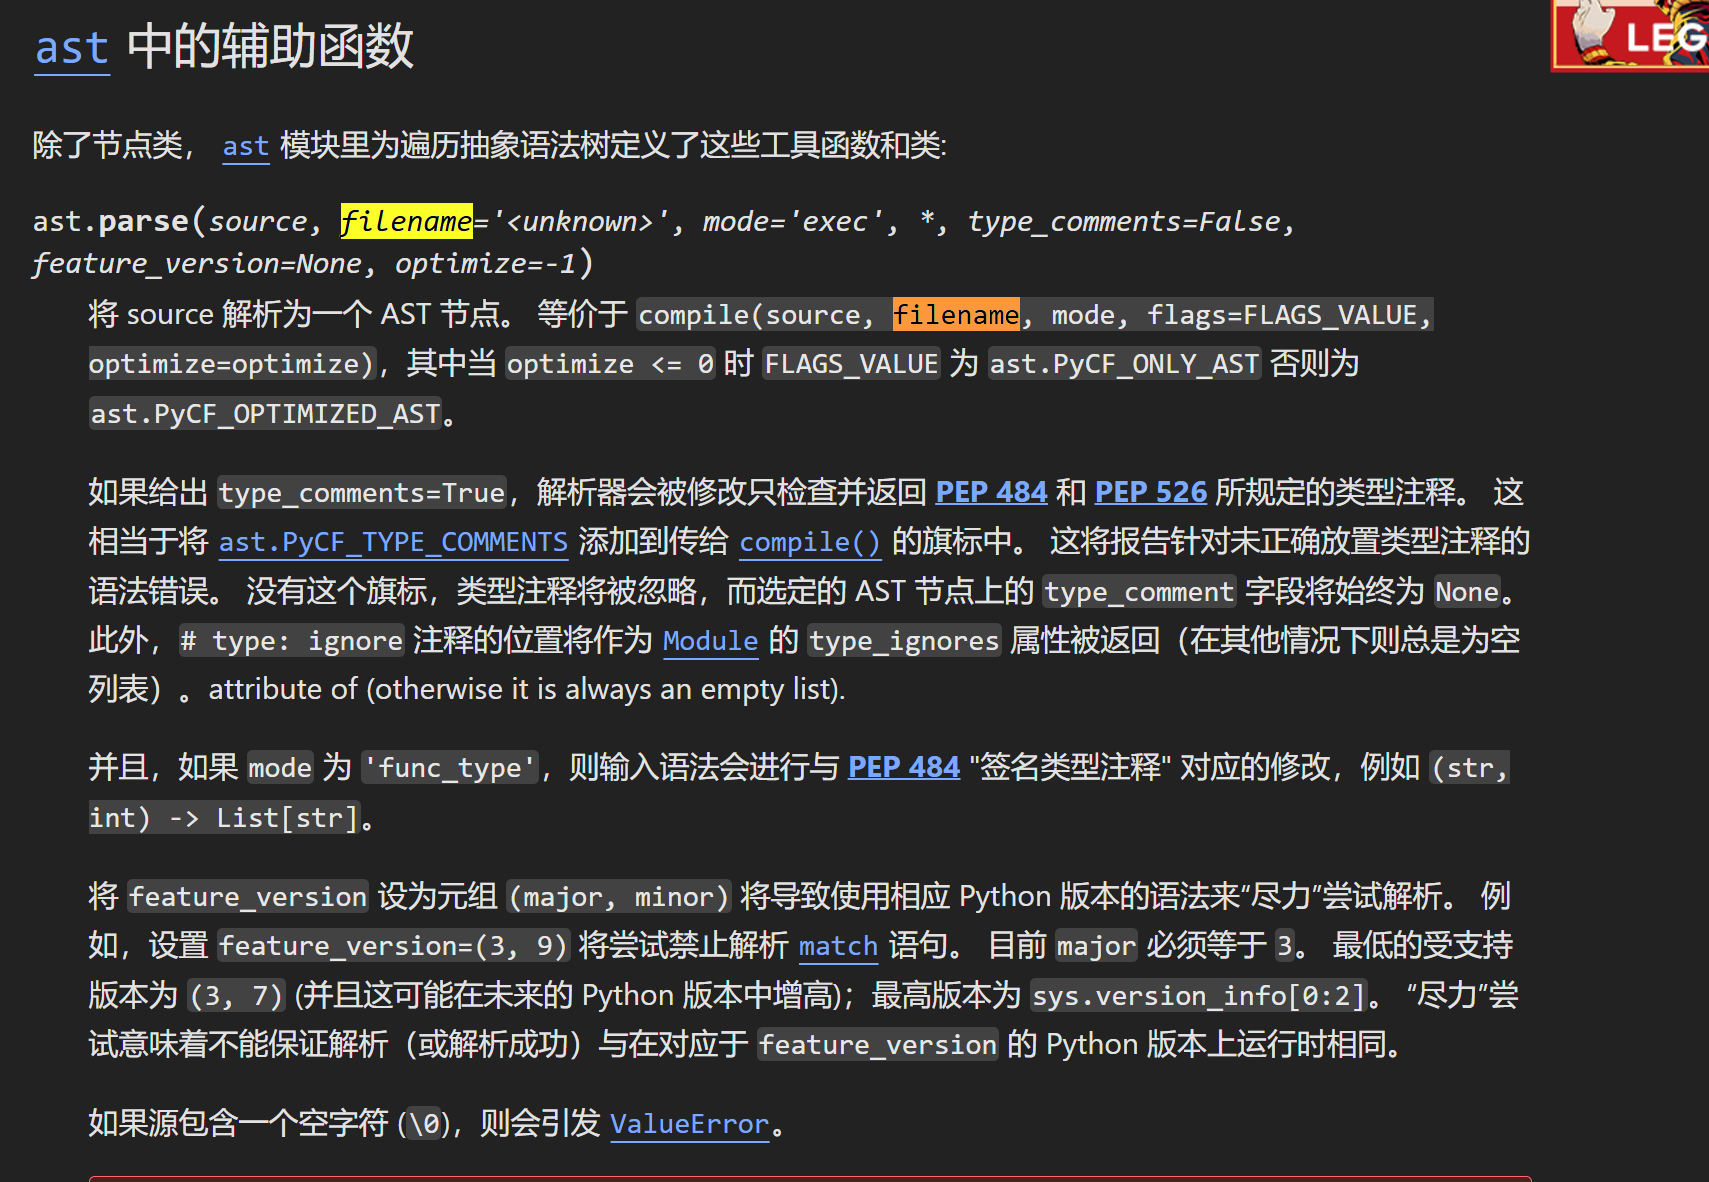 ast 中的辅助函数
LEG
除了节点类， ast 模块里为遍历抽象语法树定义了这些工具函数和类:
ast.parse(source, filename='<unknown>', mode='exec', *, type_comments=False,
feature_version=None, optimize=-1)
将 source 解析为一个 AST 节点。 等价于 compile(source, filename, mode, flags=FLAGS_VALUE,
optimize=optimize)，其中当 optimize <= 0 时 FLAGS_VALUE 为 ast.PyCF_ONLY_AST 否则为
ast.PyCF_OPTIMIZED_AST。
如果给出 type_comments=True，解析器会被修改只检查并返回 PEP 484 和 PEP 526 所规定的类型注释。 这
相当于将 ast.PyCF_TYPE_COMMENTS 添加到传给 compile() 的旗标中。 这将报告针对未正确放置类型注释的
语法错误。 没有这个旗标，类型注释将被忽略，而选定的 AST 节点上的 type_comment 字段将始终为 None。
此外，# type: ignore 注释的位置将作为 Module 的 type_ignores 属性被返回（在其他情况下则总是为空
列表）。attribute of (otherwise it is always an empty list).
并且，如果 mode 为 'func_type'，则输入语法会进行与 PEP 484 "签名类型注释" 对应的修改，例如 (str,
int) -> List[str]。
将 feature_version 设为元组 (major, minor) 将导致使用相应 Python 版本的语法来“尽力”尝试解析。 例
如，设置 feature_version=(3, 9) 将尝试禁止解析 match 语句。 目前 major 必须等于 3。 最低的受支持
版本为 (3, 7) (并且这可能在未来的 Python 版本中增高)；最高版本为 sys.version_info[0:2]。 “尽力”尝
试意味着不能保证解析（或解析成功）与在对应于 feature_version 的 Python 版本上运行时相同。
如果源包含一个空字符 (\0)，则会引发 ValueError。